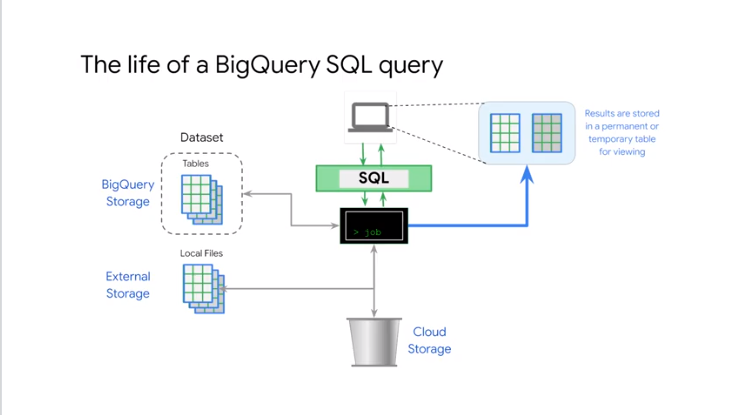 The life of a BigQuery SQL query
Results are stored
in a permanent or
temporary table
for viewing
Dataset
Tables
SQL
BigQuery
Storage
> job
Local Files
External
Storage
Cloud
Storage